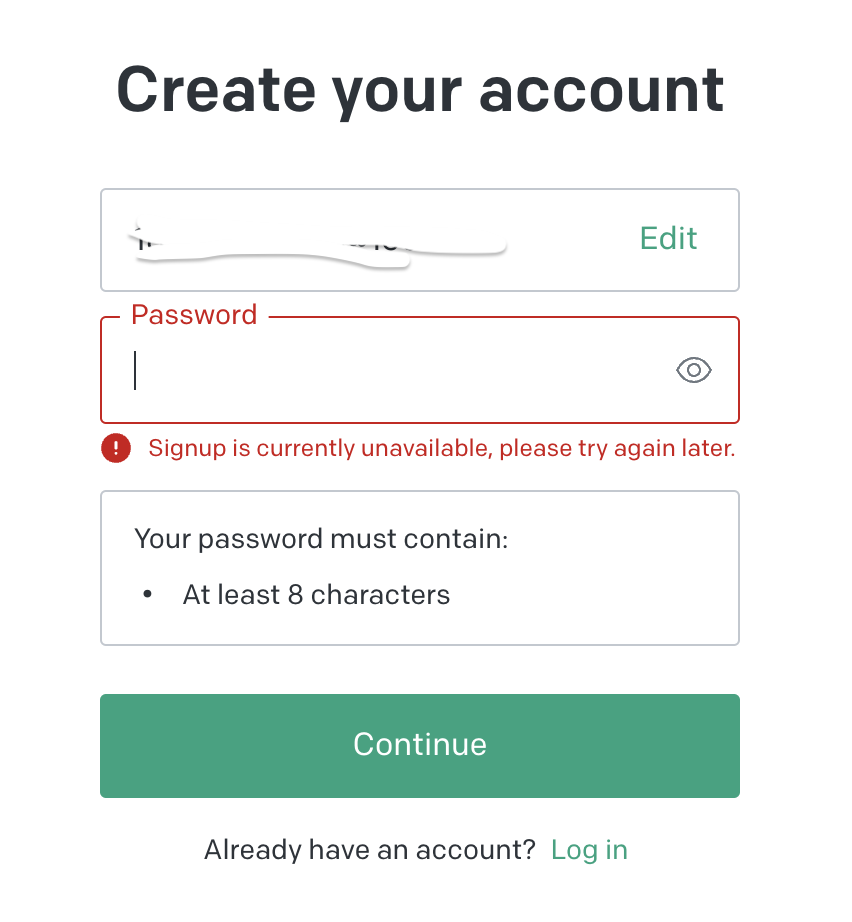 Create your account
Edit
Password
Signup is currently unavailable, please try again later.
Your password must contain:
• At least 8 characters
Continue
Already have an account? Log in